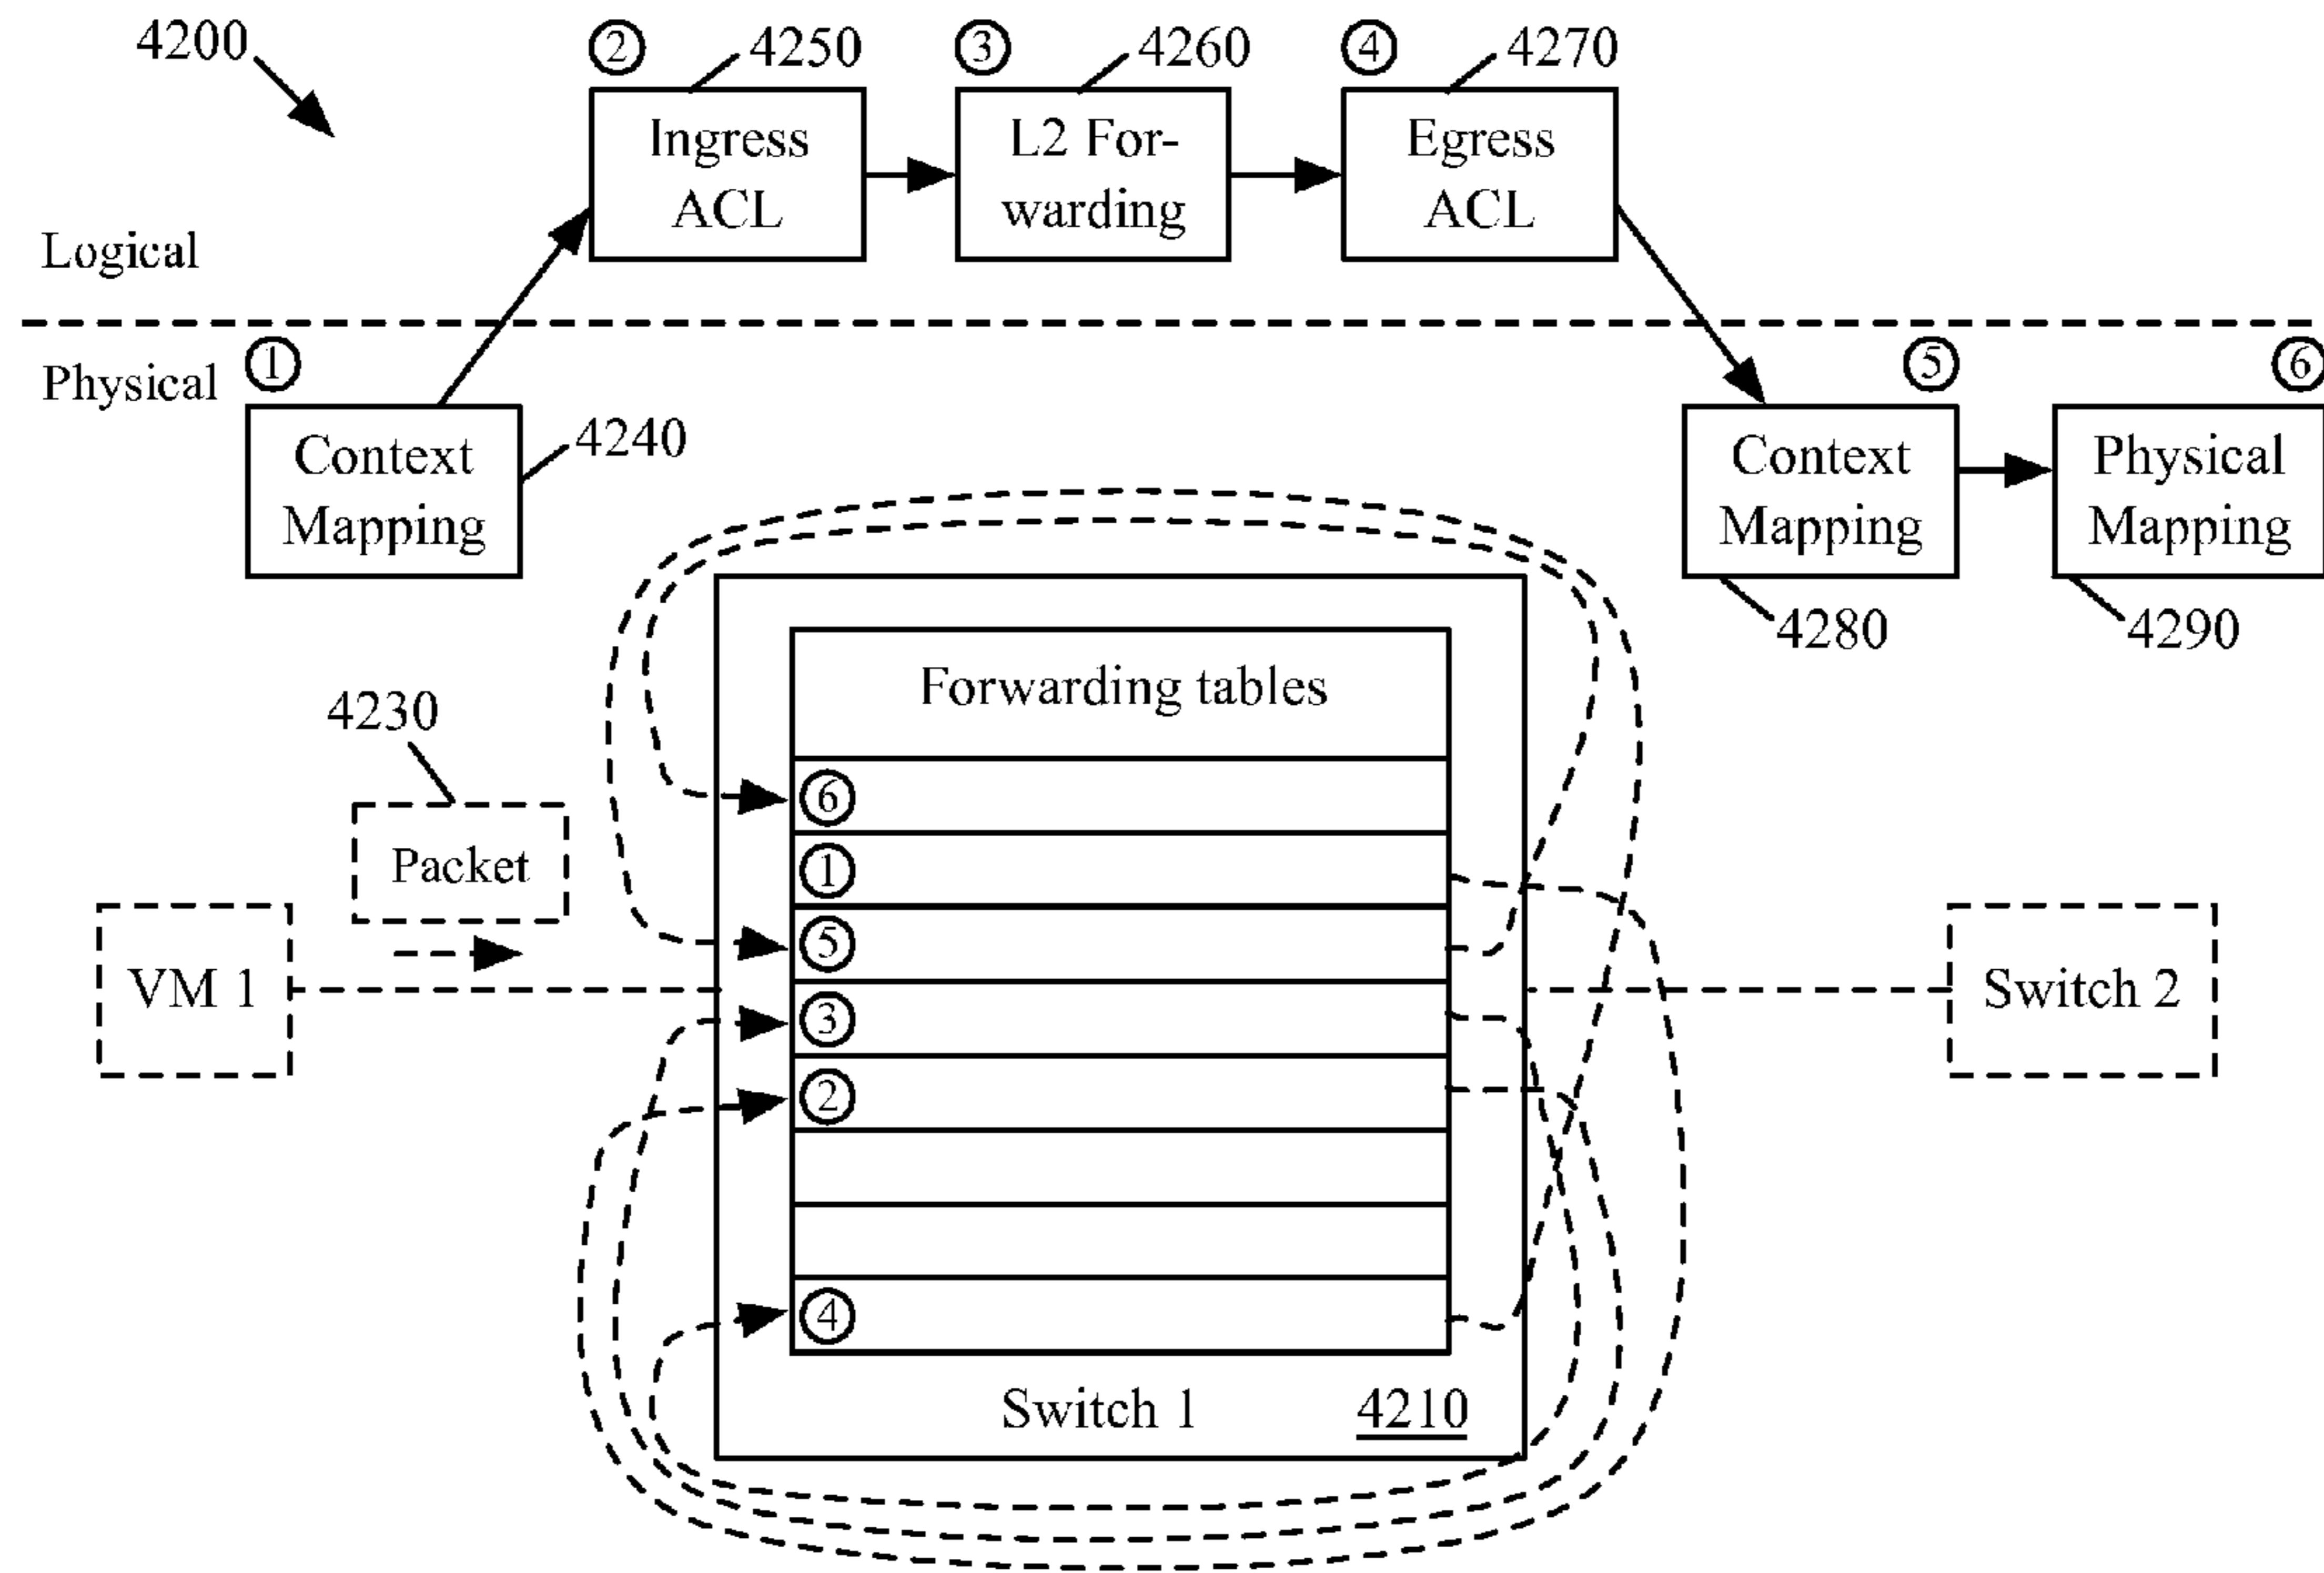 4200
② 4250
③ 4260
④ 4270
Ingress
ACL
L2 For-
warding
Egress
ACL
Logical
Physical
①
Context
Mapping
4240
⑤
Context
Mapping
4280
⑥
Physical
Mapping
4290
Forwarding tables
⑥
①
⑤
③
②
④
Switch 1 4210
4230
Packet
VM 1
Switch 2